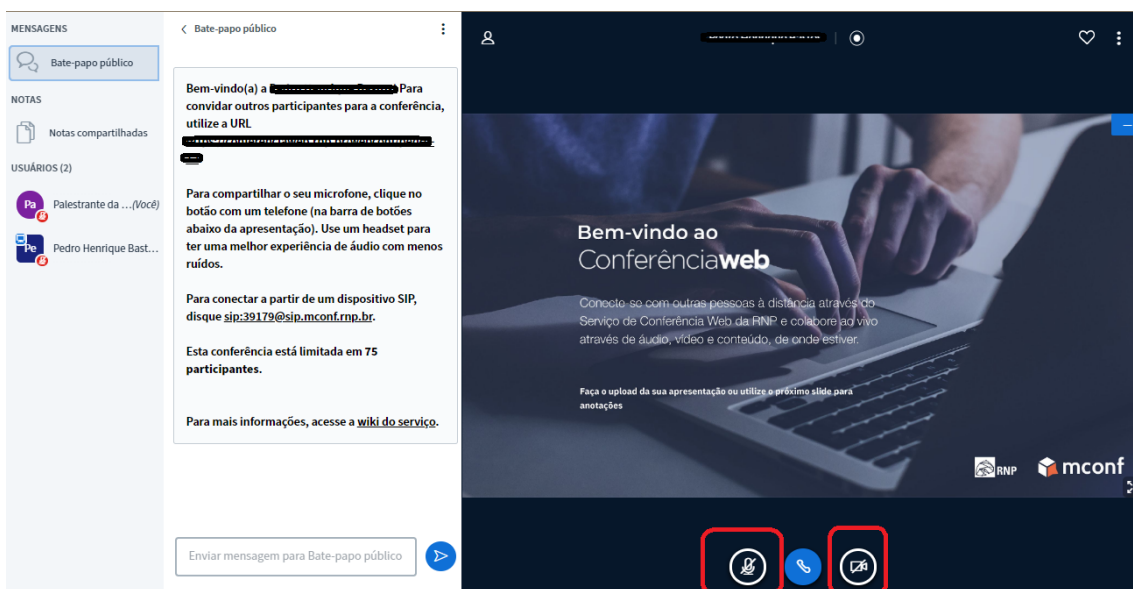 MENSAGENS
Bate-papo público
NOTAS
Notas compartilhadas
USUÁRIOS (2)
Pa
Palestrante da ...(Você)
Pe
Pedro Henrique Bast...
Bate-papo público
Bem-vindo(a) a Para
convidar outros participantes para a conferência,
utilize a URL
Para compartilhar o seu microfone, clique no
botão com um telefone (na barra de botões
abaixo da apresentação). Use um headset para
ter uma melhor experiência de áudio com menos
ruídos.
Para conectar a partir de um dispositivo SIP,
disque sip:39179@sip.mconf.rnp.br.
Esta conferência está limitada em 75
participantes.
Para mais informações, acesse a wiki do serviço.
Enviar mensagem para Bate-papo público
Bem-vindo ao
Conferênciaweb
Conecte-se com outras pessoas à distância através do
Serviço de Conferência Web da RNP e colabore ao vivo
através de áudio, vídeo e conteúdo, de onde estiver.
Faça o upload da sua apresentação ou utilize o próximo slide para
anotações
RNP
mconf